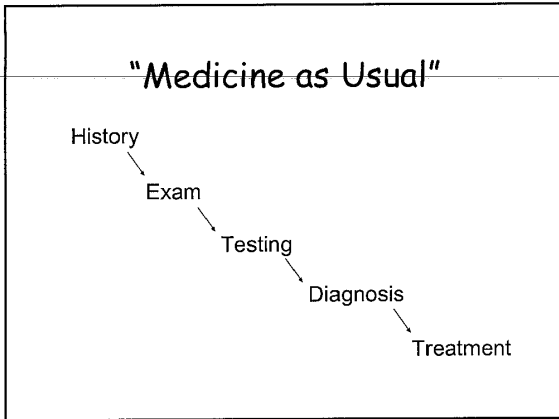 "Medicine as Usual"
History
Exam
Testing
Diagnosis
Treatment